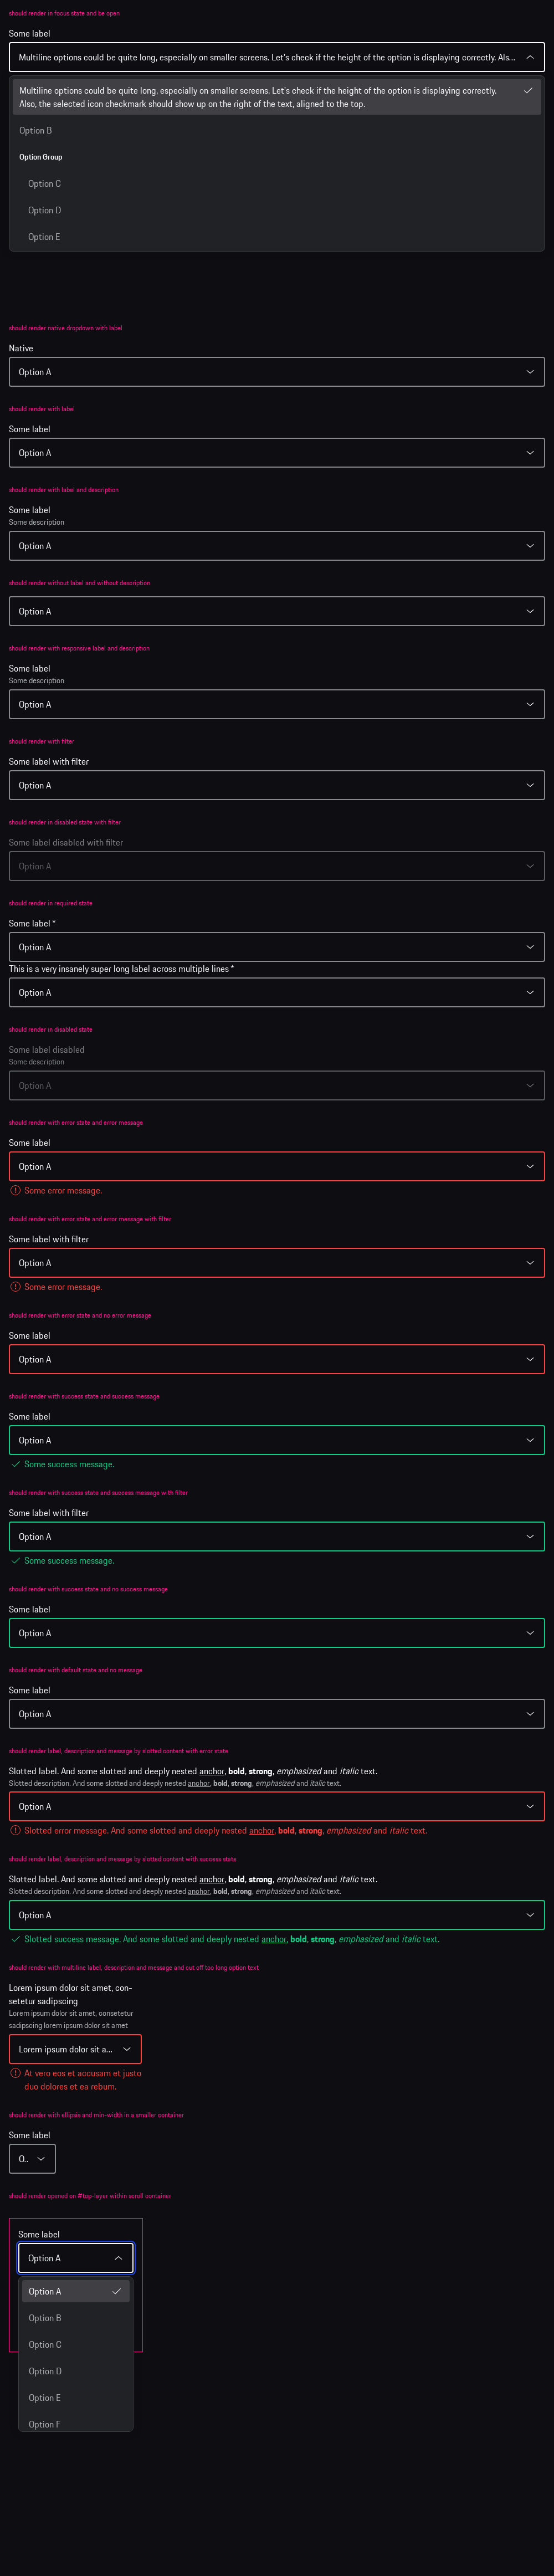 should render in focus state and be open
Some label
Multiline options could be quite long, especially on smaller screens. Let's check if the height of the option is displaying correctly. Als...
Multiline options could be quite long, especially on smaller screens. Let's check if the height of the option is displaying correctly.
Also, the selected icon checkmark should show up on the right of the text, aligned to the top.
Option B
Option Group
Option C
Option D
Option E
should render native dropdown with label
Native
Option A
should render with label
Some label
Option A
should render with label and description
Some label
Some description
Option A
should render without label and without description
Option A
should render with responsive label and description
Some label
Some description
Option A
should render with filter
Some label with filter
Option A
should render in disabled state with filter
Some label disabled with filter
Option A
should render in required state
Some label *
Option A
This is a very insanely super long label across multiple lines *
Option A
should render in disabled state
Some label disabled
Some description
Option A
should render with error state and error message
Some label
Option A
Some error message.
should render with error state and error message with filter
Some label with filter
Option A
Some error message.
should render with error state and no error message
Some label
Option A
should render with success state and success message
Some label
Option A
Some success message.
should render with success state and success message with filter
Some label with filter
Option A
Some success message.
should render with success state and no success message
Some label
Option A
should render with default state and no message
Some label
Option A
should render label, description and message by slotted content with error state
Slotted label. And some slotted and deeply nested anchor, bold, strong, emphasized and italic text.
Slotted description. And some slotted and deeply nested anchor, bold, strong, emphasized and italic text.
Option A
Slotted error message. And some slotted and deeply nested anchor, bold, strong, emphasized and italic text.
should render label, description and message by slotted content with success state
Slotted label. And some slotted and deeply nested anchor, bold, strong, emphasized and italic text.
Slotted description. And some slotted and deeply nested anchor, bold, strong, emphasized and italic text.
Option A
Slotted success message. And some slotted and deeply nested anchor, bold, strong, emphasized and italic text.
should render with multiline label, description and message and cut off too long option text
Lorem ipsum dolor sit amet, con-
setetur sadipscing
Lorem ipsum dolor sit amet, consetetur
sadipscing lorem ipsum dolor sit amet
Lorem ipsum dolor sit a...
At vero eos et accusam et justo
duo dolores et ea rebum.
should render with ellipsis and min-width in a smaller container
Some label
O...
should render opened on #top-layer within scroll container
Some label
Option A
Option A
Option B
Option C
Option D
Option E
Option F